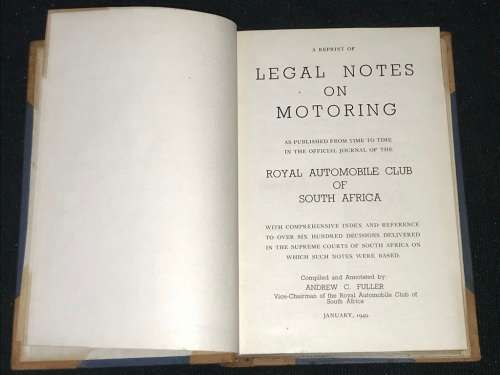 A REPRINT OF
LEGAL NOTES
ON
MOTORING
AS PUBLISHED FROM TIME TO TIME
IN THE OFFICIAL JOURNAL OF THE
ROYAL AUTOMOBILE CLUB
OF
SOUTH AFRICA
WITH COMPREHENSIVE INDEX AND REFERENCE
TO OVER SIX HUNDRED DECISIONS DELIVERED
IN THE SUPREME COURTS OF SOUTH AFRICA ON
WHICH SUCH NOTES WERE BASED.
Compiled and Annotated by:
ANDREW C. FULLER
Vice-Chairman of the Royal Automobile Club of
South Africa
JANUARY, 1949.